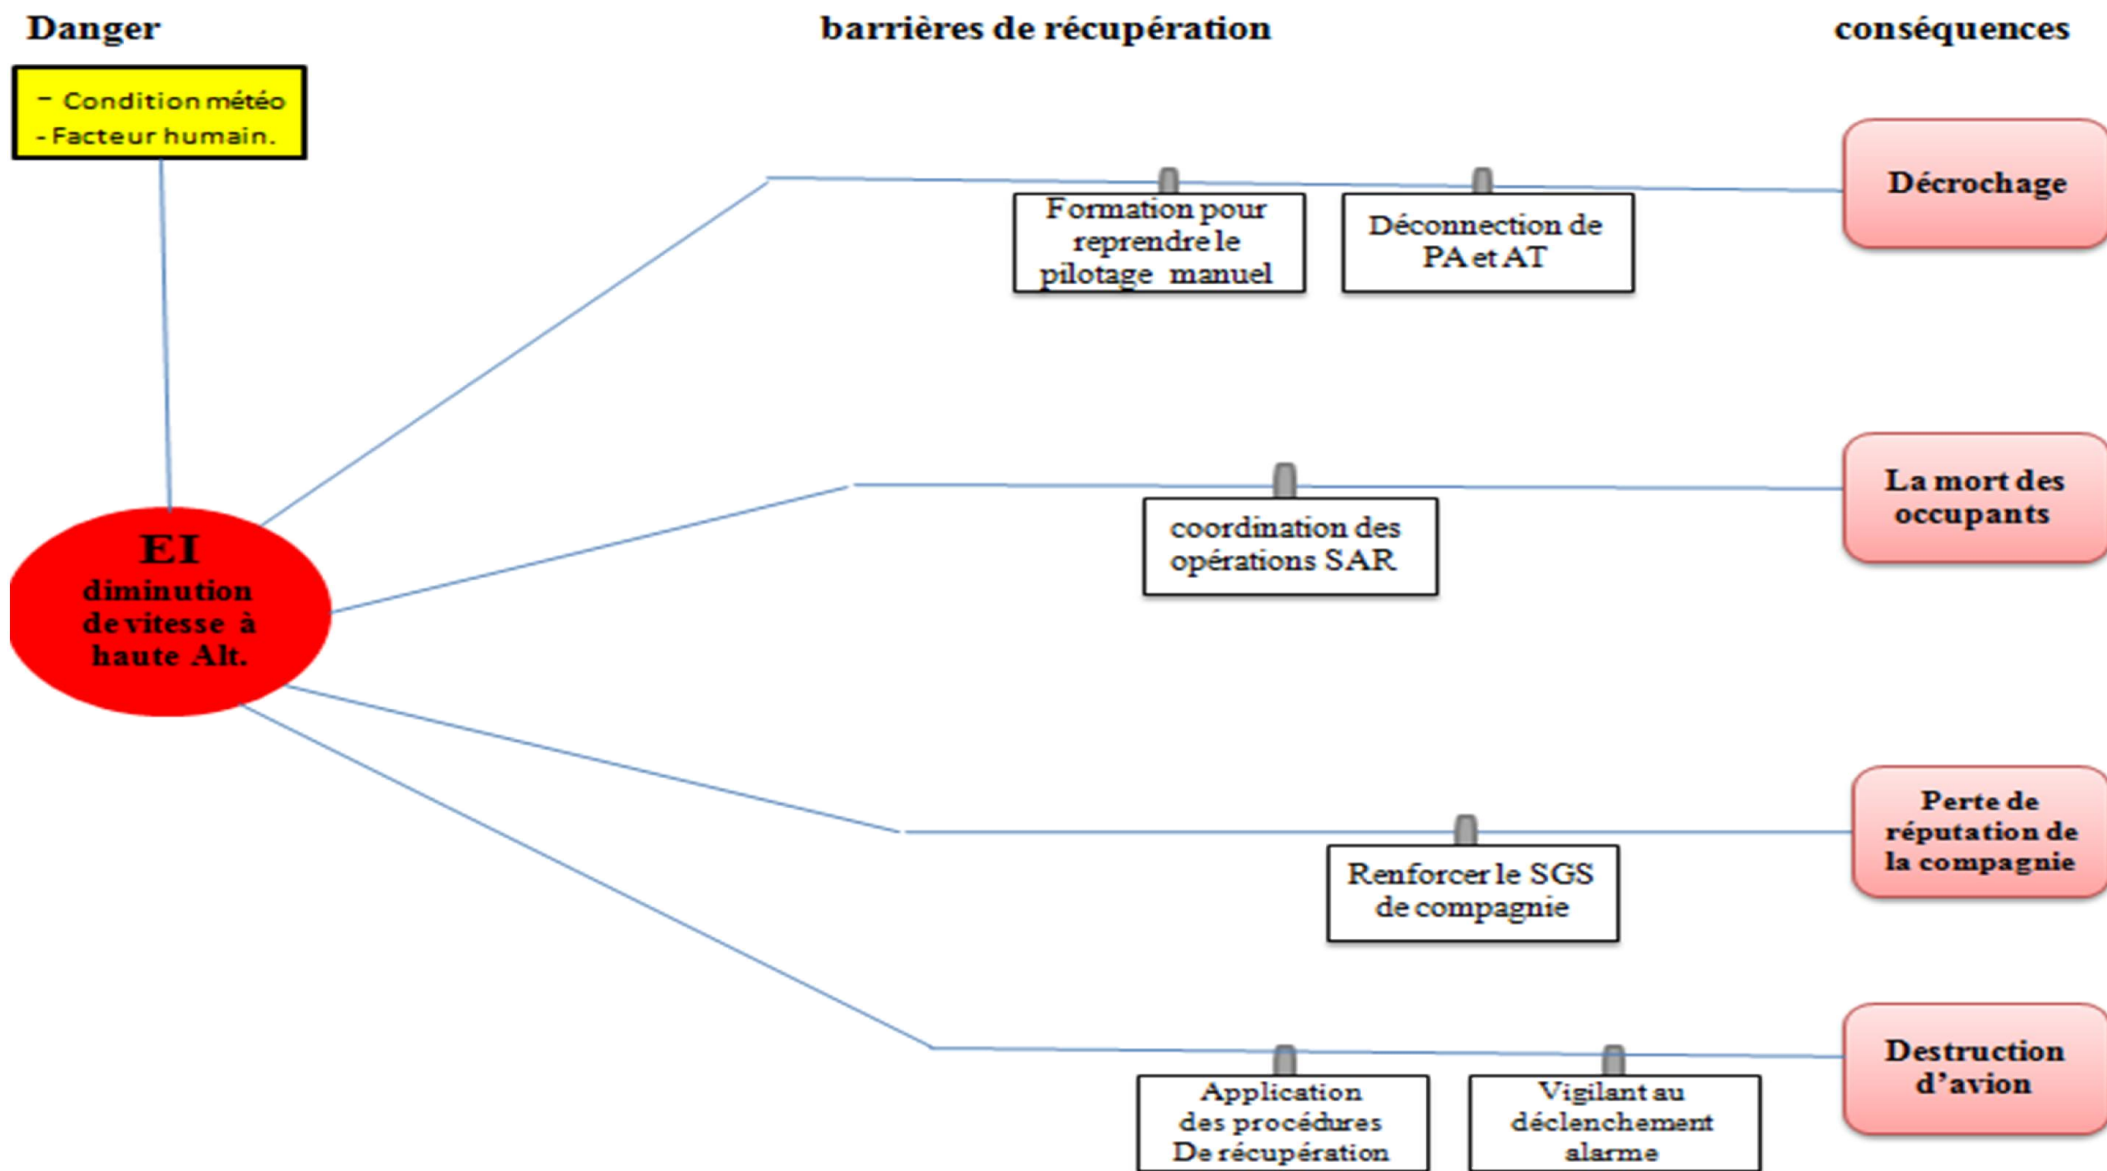 Danger
barrières de récupération
conséquences
- Condition météo
- Facteur humain.
Formation pour
reprendre le
pilotage manuel
Déconnection de
PA et AT
Décrochage
coordination des
opérations SAR
La mort des
occupants
EI
diminution
de vitesse à
haute Alt.
Renforcer le SGS
de compagnie
Perte de
réputation de
la compagnie
Application
des procédures
De récupération
Vigilant au
déclenchement
alarme
Destruction
d'avion